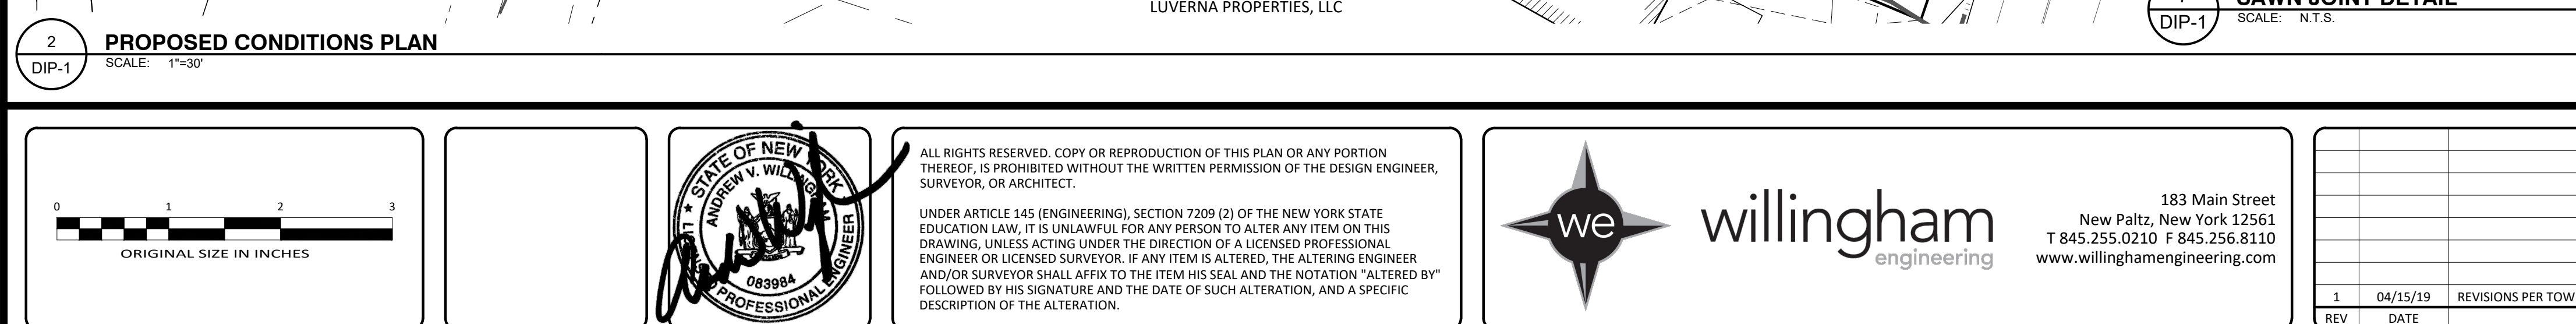 LUVERNA PROPERTIES, LLC
2
DIP-1
PROPOSED CONDITIONS PLAN
SCALE: 1"=30'
DIP-1
SAWN JOINT DETAIL
SCALE: N.T.S.
0 1 2 3
ORIGINAL SIZE IN INCHES
STATE OF NEW YORK
ANDREW V.
083984
PROFESSIONAL ENGINEER
ALL RIGHTS RESERVED. COPY OR REPRODUCTION OF THIS PLAN OR ANY PORTION
THEREOF, IS PROHIBITED WITHOUT THE WRITTEN PERMISSION OF THE DESIGN ENGINEER,
SURVEYOR, OR ARCHITECT.
UNDER ARTICLE 145 (ENGINEERING), SECTION 7209 (2) OF THE NEW YORK STATE
EDUCATION LAW, IT IS UNLAWFUL FOR ANY PERSON TO ALTER ANY ITEM ON THIS
DRAWING, UNLESS ACTING UNDER THE DIRECTION OF A LICENSED PROFESSIONAL
ENGINEER OR LICENSED SURVEYOR. IF ANY ITEM IS ALTERED, THE ALTERING ENGINEER
AND/OR SURVEYOR SHALL AFFIX TO THE ITEM HIS SEAL AND THE NOTATION "ALTERED BY"
FOLLOWED BY HIS SIGNATURE AND THE DATE OF SUCH ALTERATION, AND A SPECIFIC
DESCRIPTION OF THE ALTERATION.
we
willingham
engineering
183 Main Street
New Paltz, New York 12561
T 845.255.0210 F 845.256.8110
www.willinghamengineering.com
1 04/15/19 REVISIONS PER TOW
REV DATE